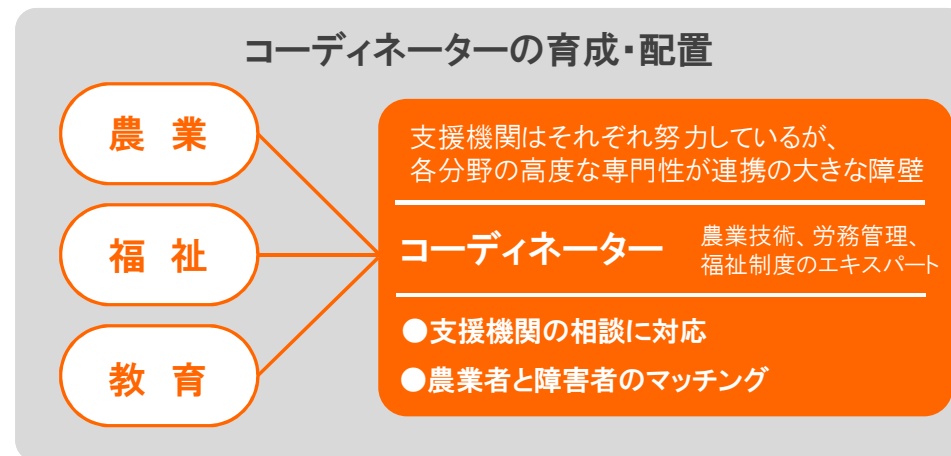 コーディネーターの育成・配置
農 業
福 祉
教 育
支援機関はそれぞれ努力しているが、
各分野の高度な専門性が連携の大きな障壁
コーディネーター
農業技術、労務管理、
福祉制度のエキスパート
●支援機関の相談に対応
●農業者と障害者のマッチング